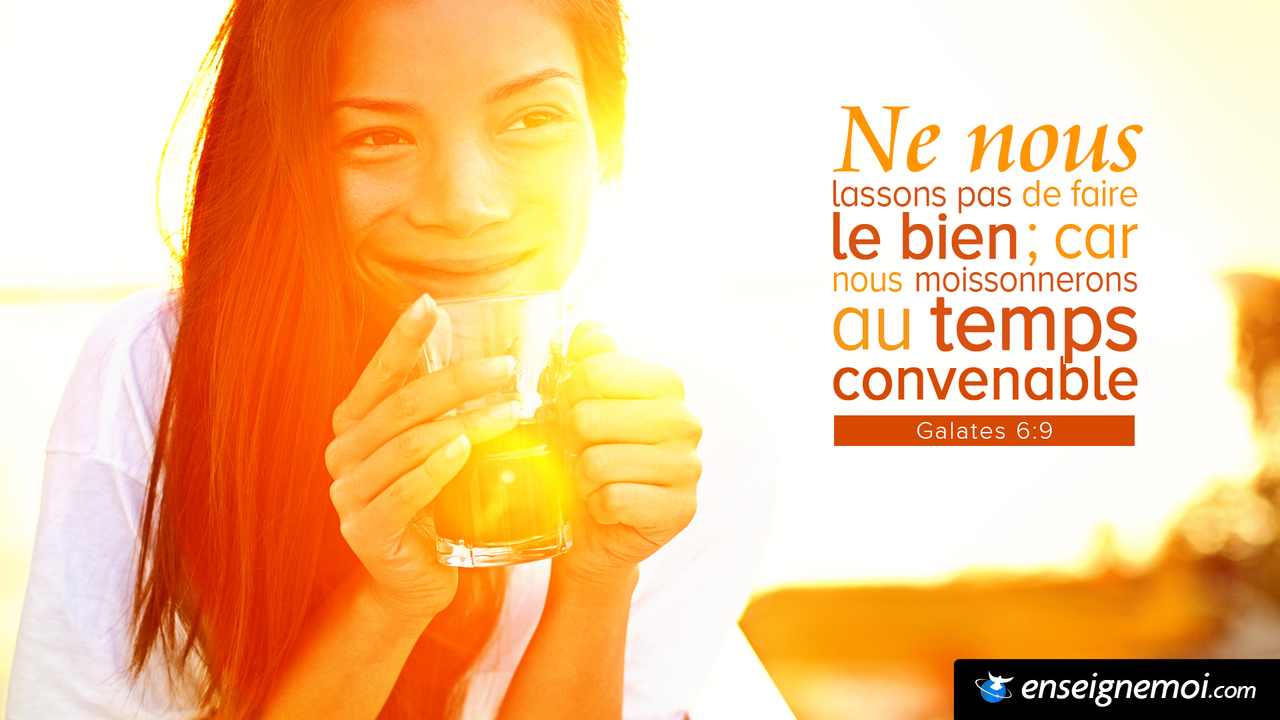 Ne nous
lassons pas de faire
le bien ; car
nous moissonnerons
au temps
convenable
Galates 6:9
enseignemoi.com